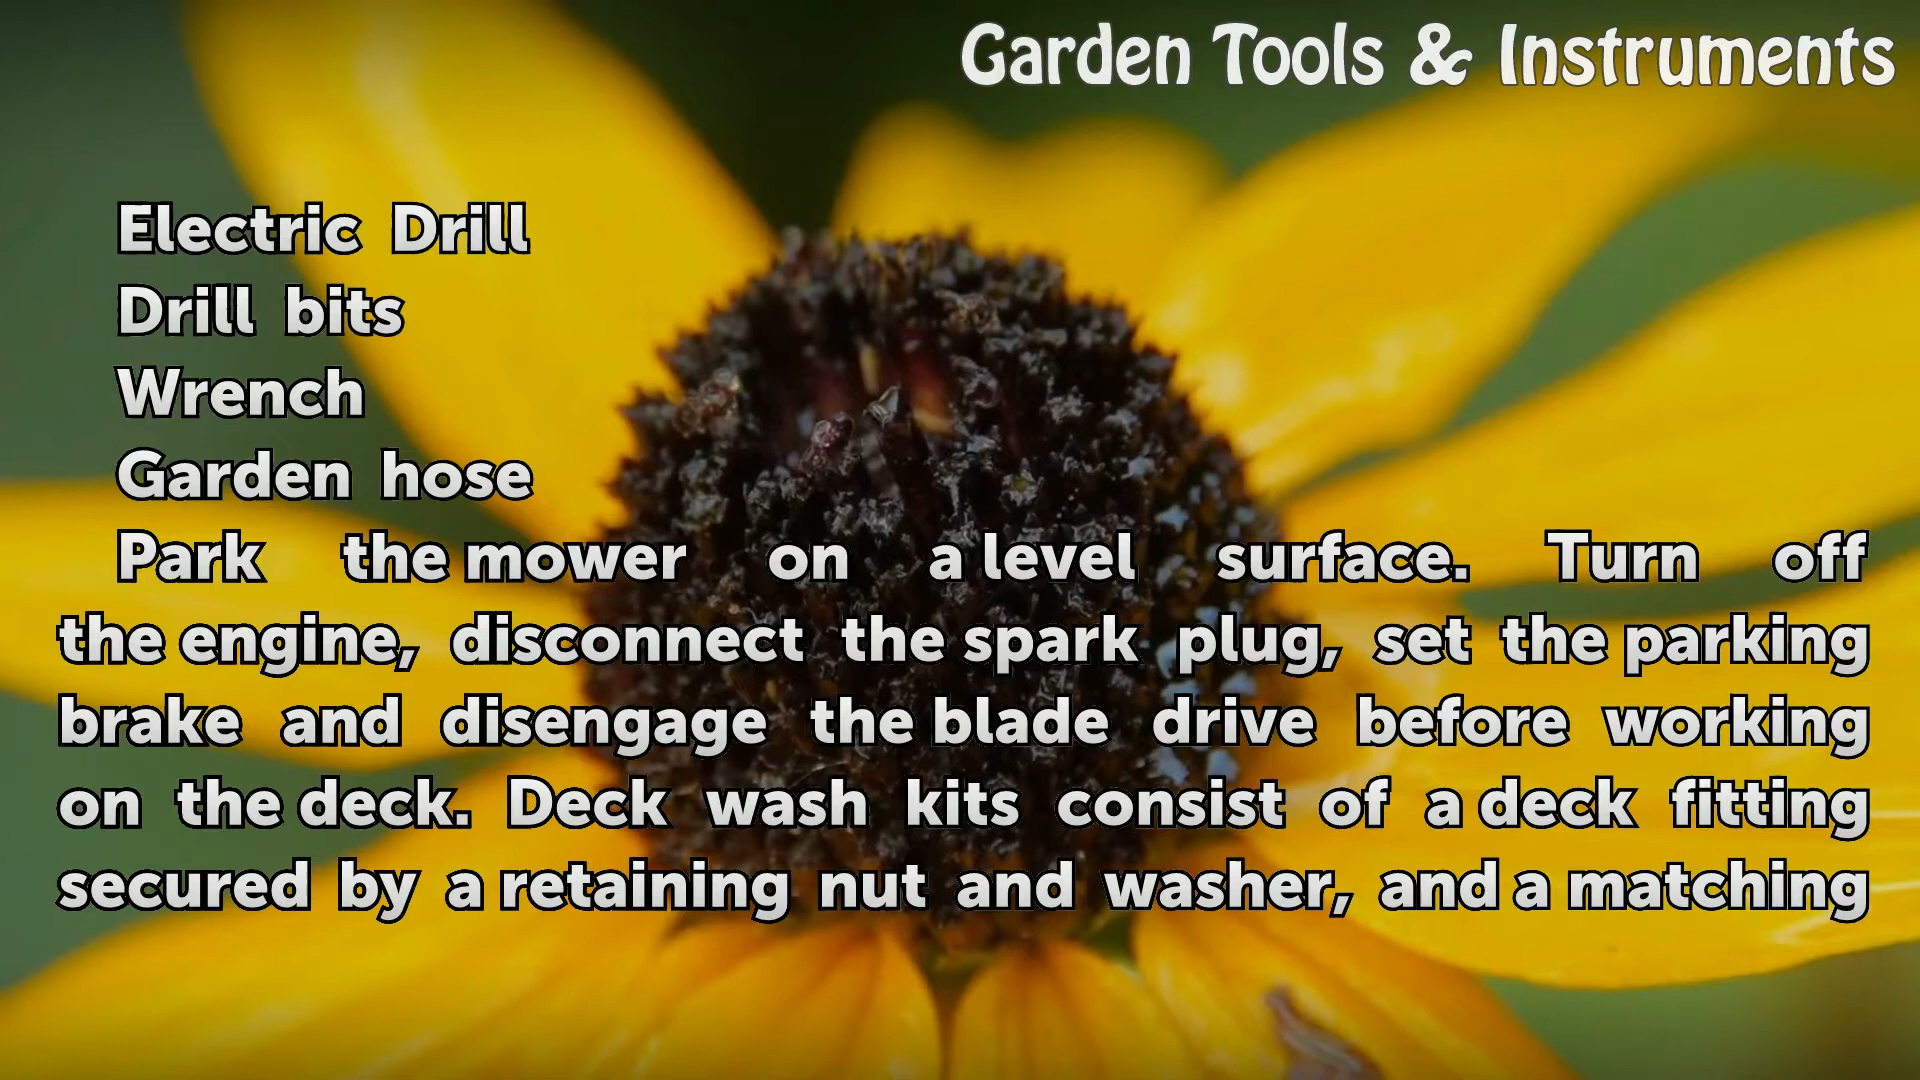 Garden Tools & Instruments
Electric Drill
Drill bits
Wrench
Garden hose
Park the mower on a level surface. Turn off
the engine, disconnect the spark plug, set the parking
brake and disengage the blade drive before working
on the deck. Deck wash kits consist of a deck fitting
secured by a retaining nut and washer, and a matching